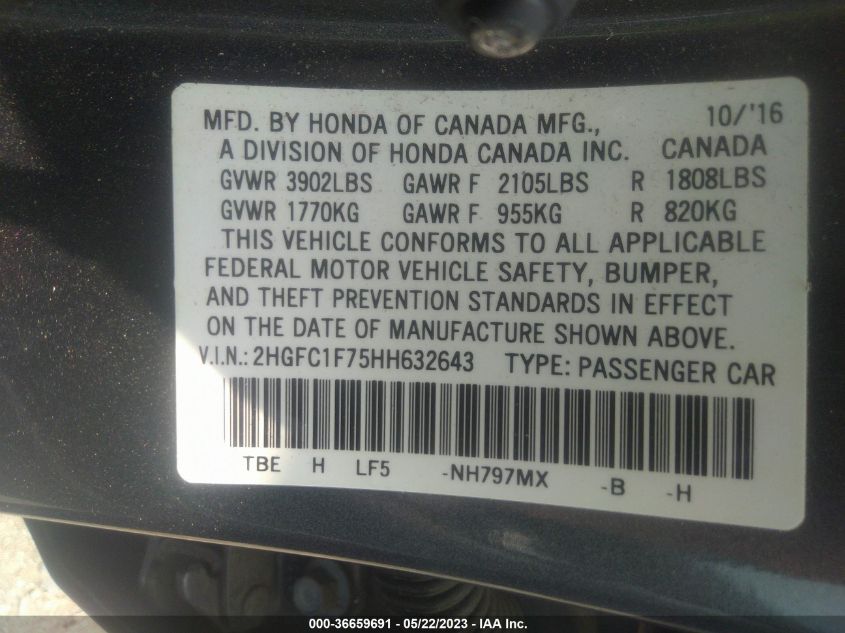 10/'16
MFD. BY HONDA OF CANADA MFG.,
A DIVISION OF HONDA CANADA INC. CANADA
GVWR 3902LBS GAWR F 2105LBS R 1808LBS
GVWR 1770KG GAWR F 955KG R 820KG
THIS VEHICLE CONFORMS TO ALL APPLICABLE
FEDERAL MOTOR VEHICLE SAFETY, BUMPER,
AND THEFT PREVENTION STANDARDS IN EFFECT
ON THE DATE OF MANUFACTURE SHOWN ABOVE.
V.I.N.: 2HGFC1F75HH632643 TYPE: PASSENGER CAR
TBE H LF5 -NH797MX -B -H
000-36659691 - 05/22/2023 - IAA Inc.